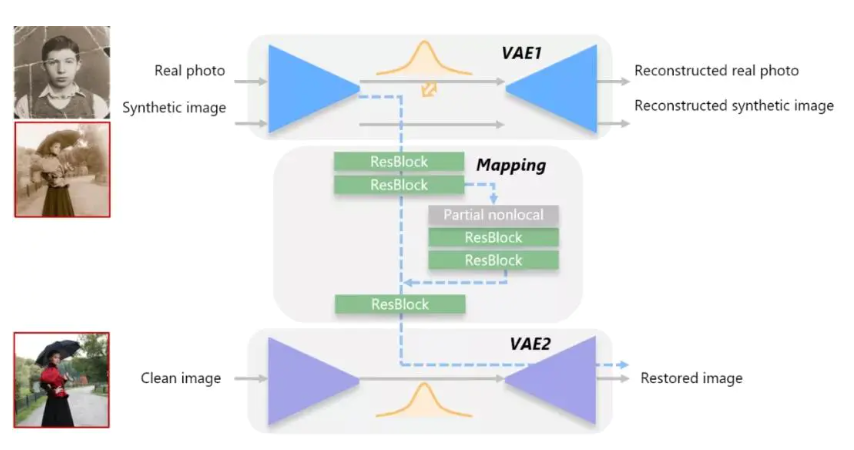 VAE1
Real photo
Reconstructed real photo
Synthetic image
Reconstructed synthetic image
ResBlock
Mapping
ResBlock
Partial nonlocal
ResBlock
ResBlock
ResBlock
VAE2
Clean image
Restored image